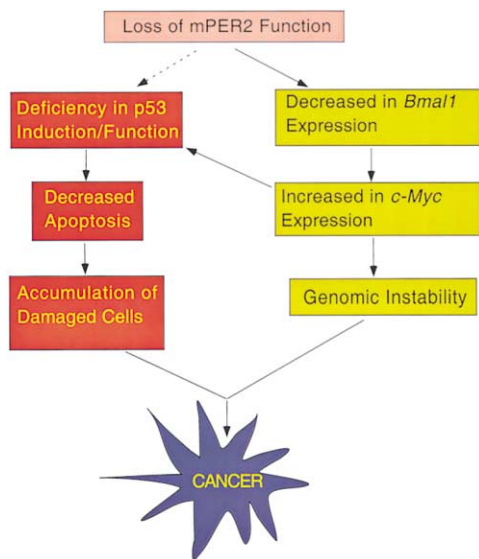 Loss of mPER2 Function
Deficiency in p53
Induction/Function
Decreased in Bmal1
Expression
Decreased
Apoptosis
Increased in c-Myc
Expression
Accumulation of
Damaged Cells
Genomic Instability
CANCER